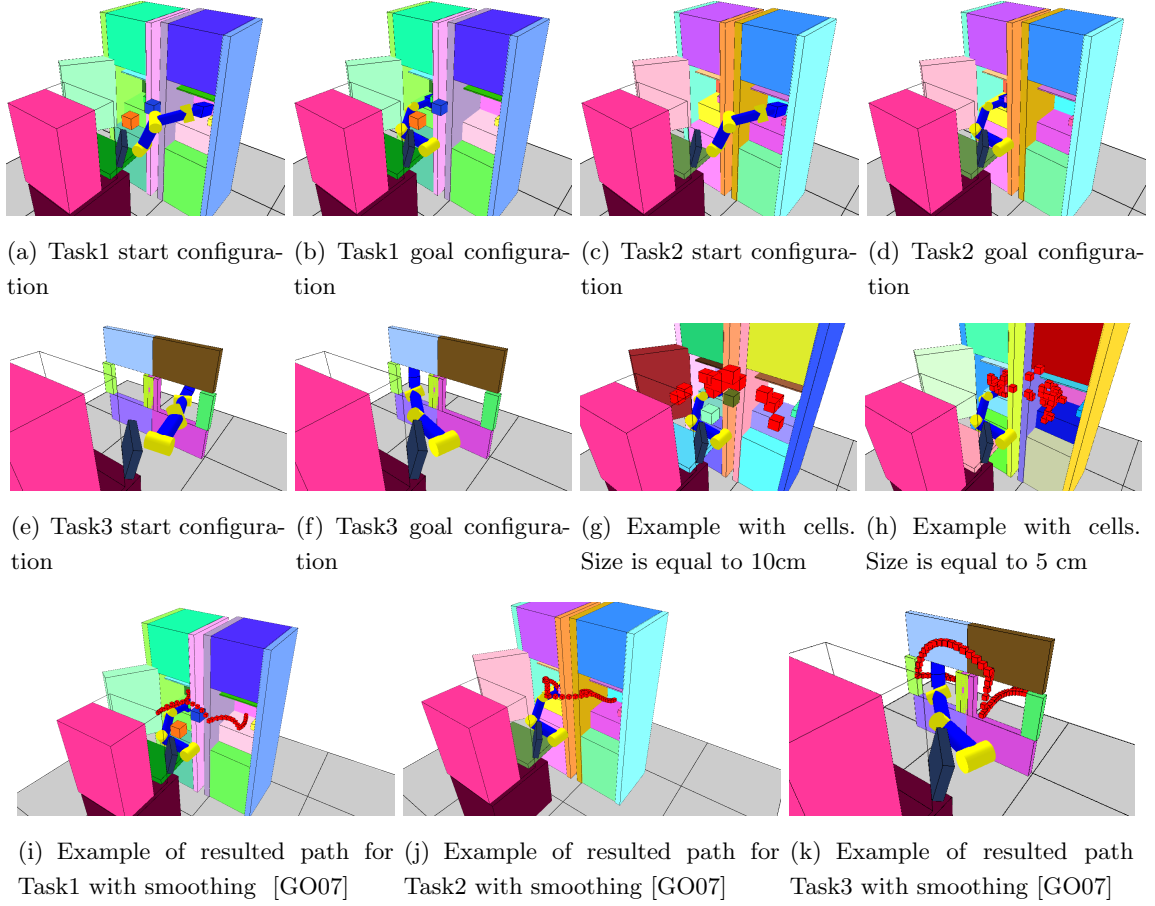 (a) Task1 start configura-
tion
(b) Task1 goal configura-
tion
(c) Task2 start configura-
tion
(d) Task2 goal configura-
tion
(e) Task3 start configura-
tion
(f) Task3 goal configura-
tion
(g) Example with cells.
Size is equal to 10cm
(h) Example with cells.
Size is equal to 5 cm
(i) Example of resulted path for
Task1 with smoothing [GO07]
(j) Example of resulted path for
Task2 with smoothing [GO07]
(k) Example of resulted path
Task3 with smoothing [GO07]